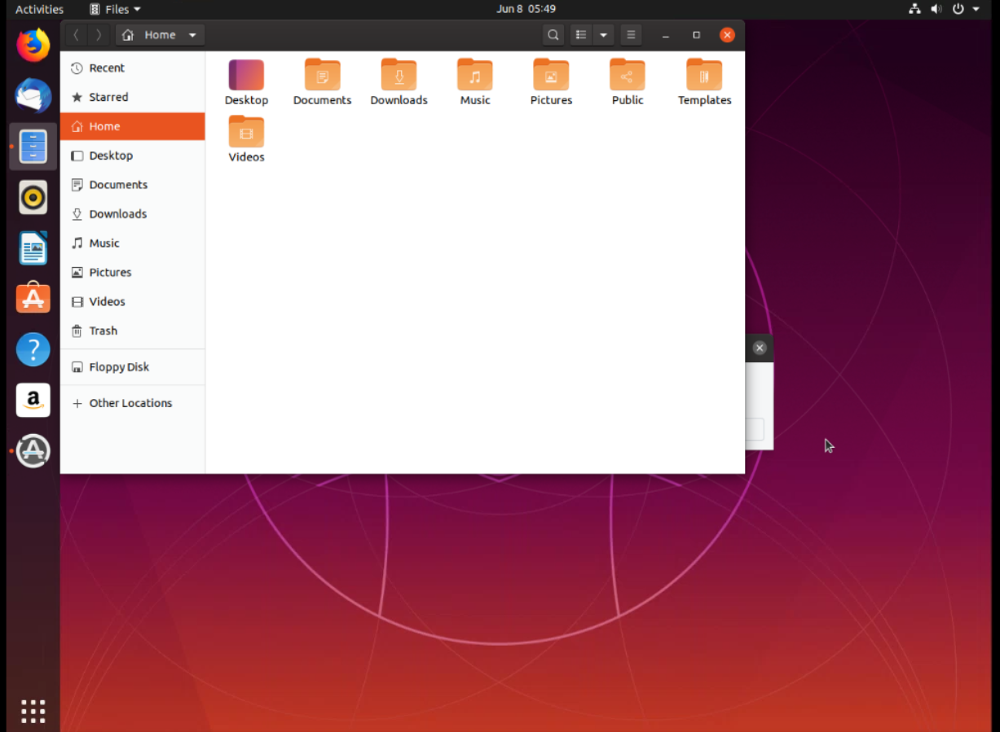 Activities Files Jun 8 05:49
Home
Recent
Starred
Home
Desktop
Documents
Downloads
Music
Pictures
Videos
Trash
Floppy Disk
+ Other Locations
Desktop Documents Downloads Music Pictures Public Templates
Videos
?
a